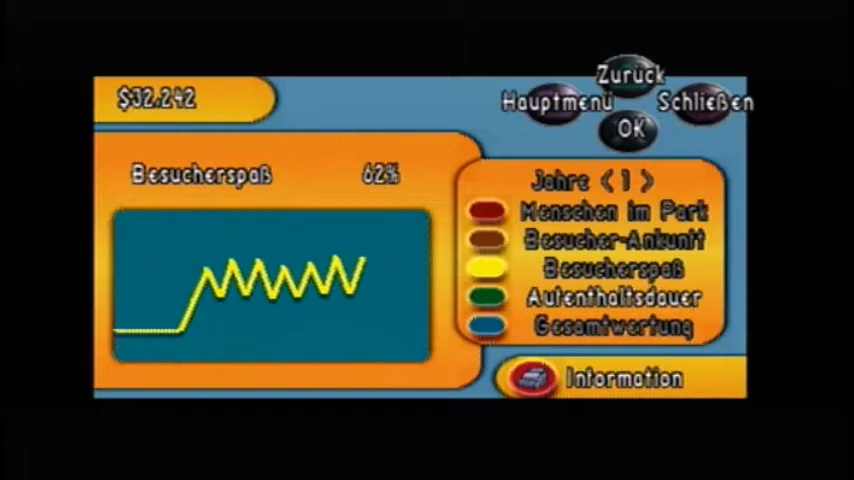 $32.242
Zurück
Hauptmenü
Schließen
OK
Besucherspaß 62%
Jahre < 1 >
Menschen im Park
Besucher-Ankunft
Besucherspaß
Aufenthaltsdauer
Gesamtwertung
Information